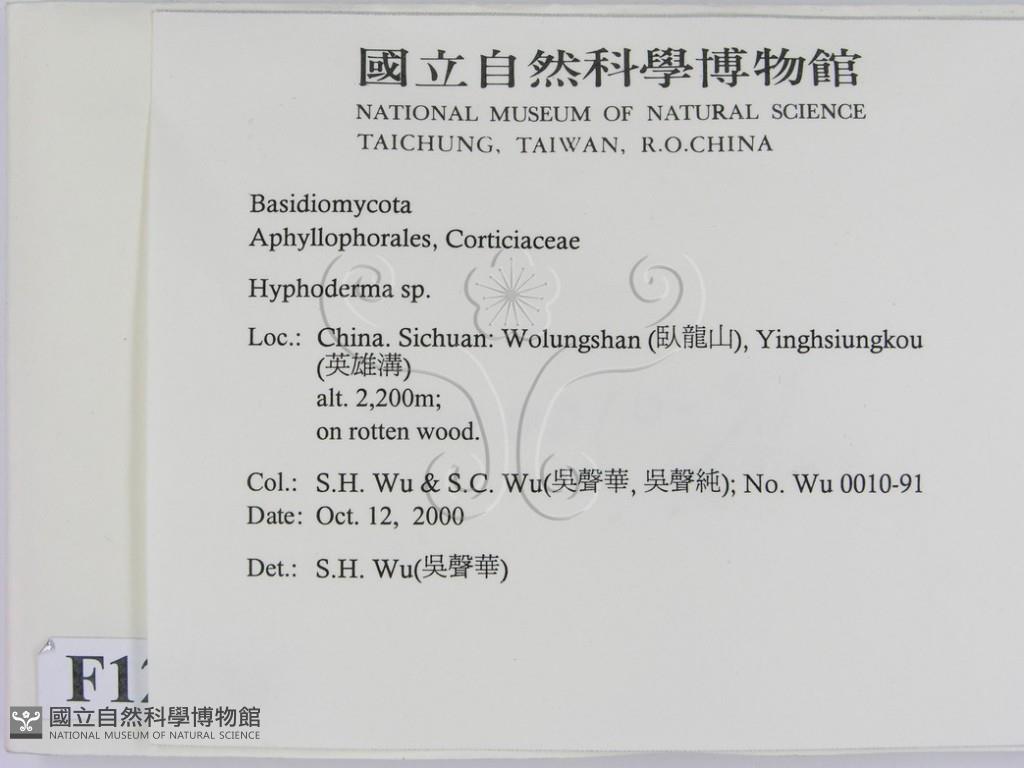 國立自然科學博物館
NATIONAL MUSEUM OF NATURAL SCIENCE
TAICHUNG, TAIWAN, R.O.CHINA
Basidiomycota
Aphyllophorales, Corticiaceae
Hyphoderma sp.
Loc.: China. Sichuan: Wolungshan (臥龍山), Yinghsiungkou
(英雄溝)
alt. 2,200m;
on rotten wood.
Col.: S.H. Wu & S.C. Wu(吳聲華, 吳聲純); No. Wu 0010-91
Date: Oct. 12, 2000
Det.: S.H. Wu(吳聲華)
國立自然科學博物館
NATIONAL MUSEUM OF NATURAL SCIENCE